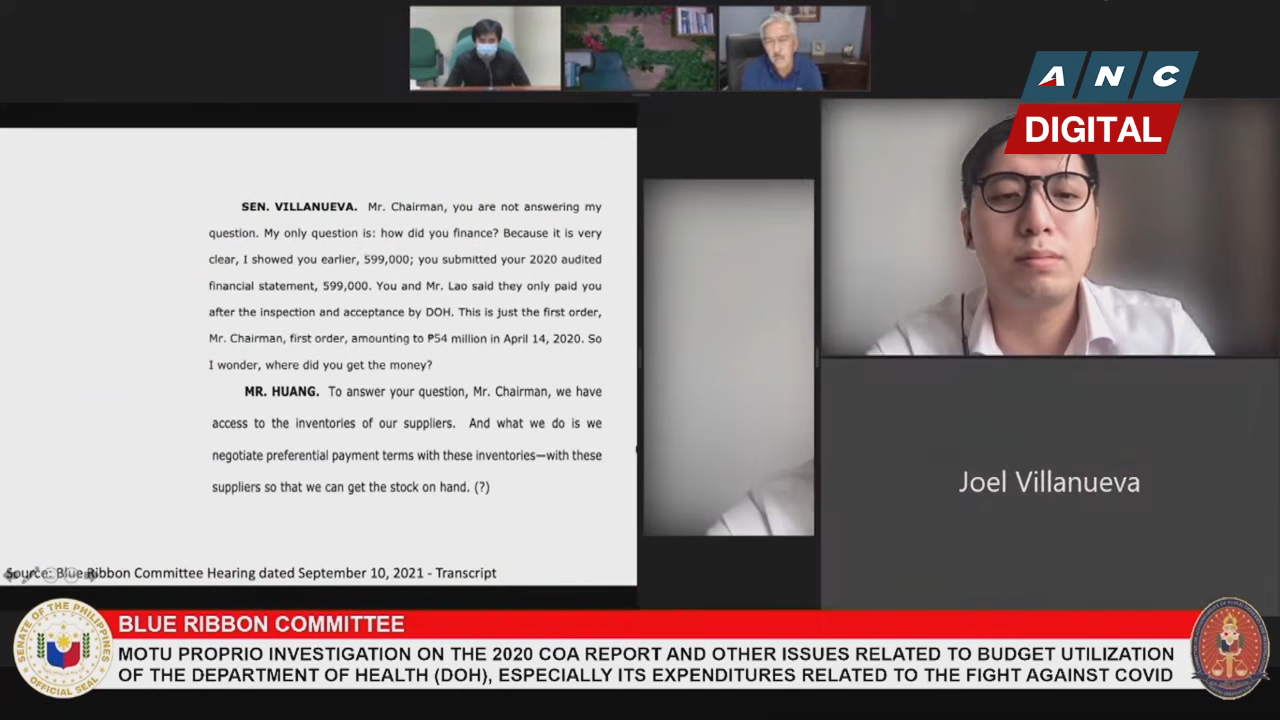 ANC
DIGITAL
SEN. VILLANUEVA. Mr. Chairman, you are not answering my
question. My only question is: how did you finance? Because it is very
clear, I showed you earlier, 599,000; you submitted your 2020 audited
financial statement, 599,000. You and Mr. Lao said they only paid you
after the inspection and acceptance by DOH. This is just the first order,
Mr. Chairman, first order, amounting to ₱54 million in April 14, 2020. So
I wonder, where did you get the money?
MR. HUANG. To answer your question, Mr. Chairman, we have
access to the inventories of our suppliers. And what we do is we
negotiate preferential payment terms with these inventories—with these
suppliers so that we can get the stock on hand. (?)
Source: Blue Ribbon Committee Hearing dated September 10, 2021 - Transcript
Joel Villanueva
SENATE OF THE PHILIPPINES
OFFICIAL SEAL
BLUE RIBBON COMMITTEE
MOTU PROPRIO INVESTIGATION ON THE 2020 COA REPORT AND OTHER ISSUES RELATED TO BUDGET UTILIZATION
OF THE DEPARTMENT OF HEALTH (DOH), ESPECIALLY ITS EXPENDITURES RELATED TO THE FIGHT AGAINST COVID